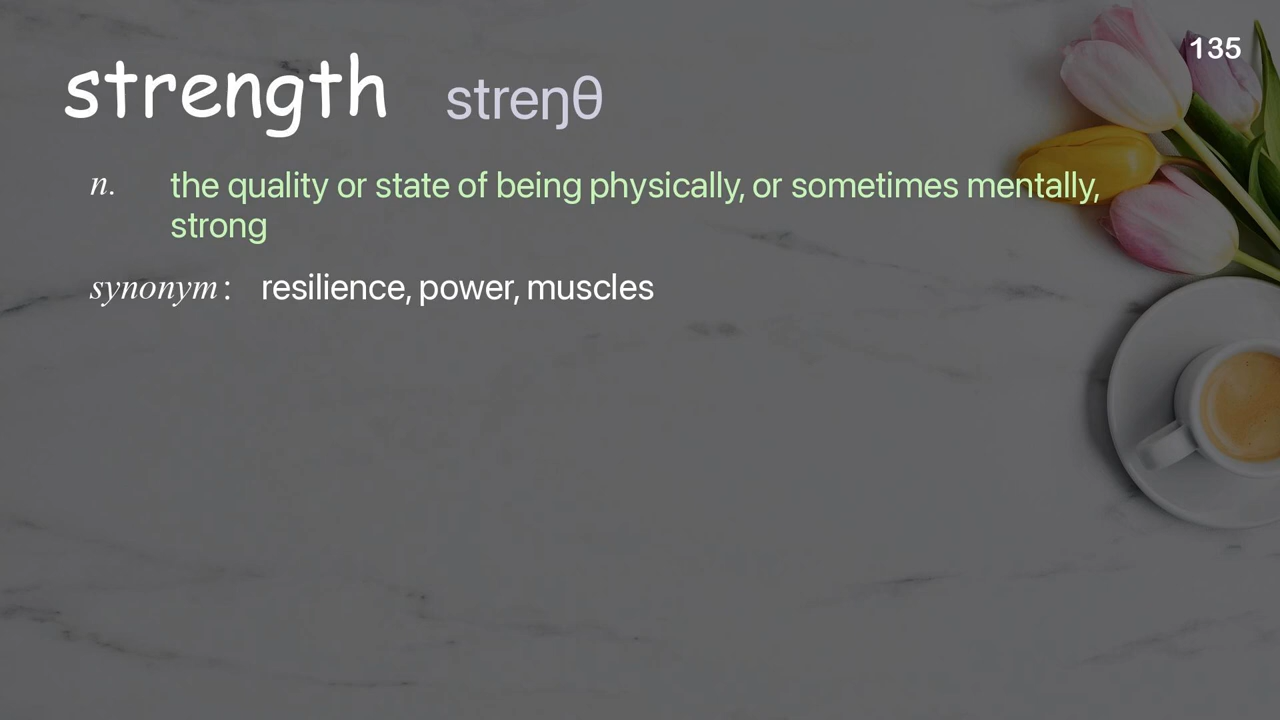 135
strength streŋθ
n. the quality or state of being physically, or sometimes mentally,
strong
synonym: resilience, power, muscles